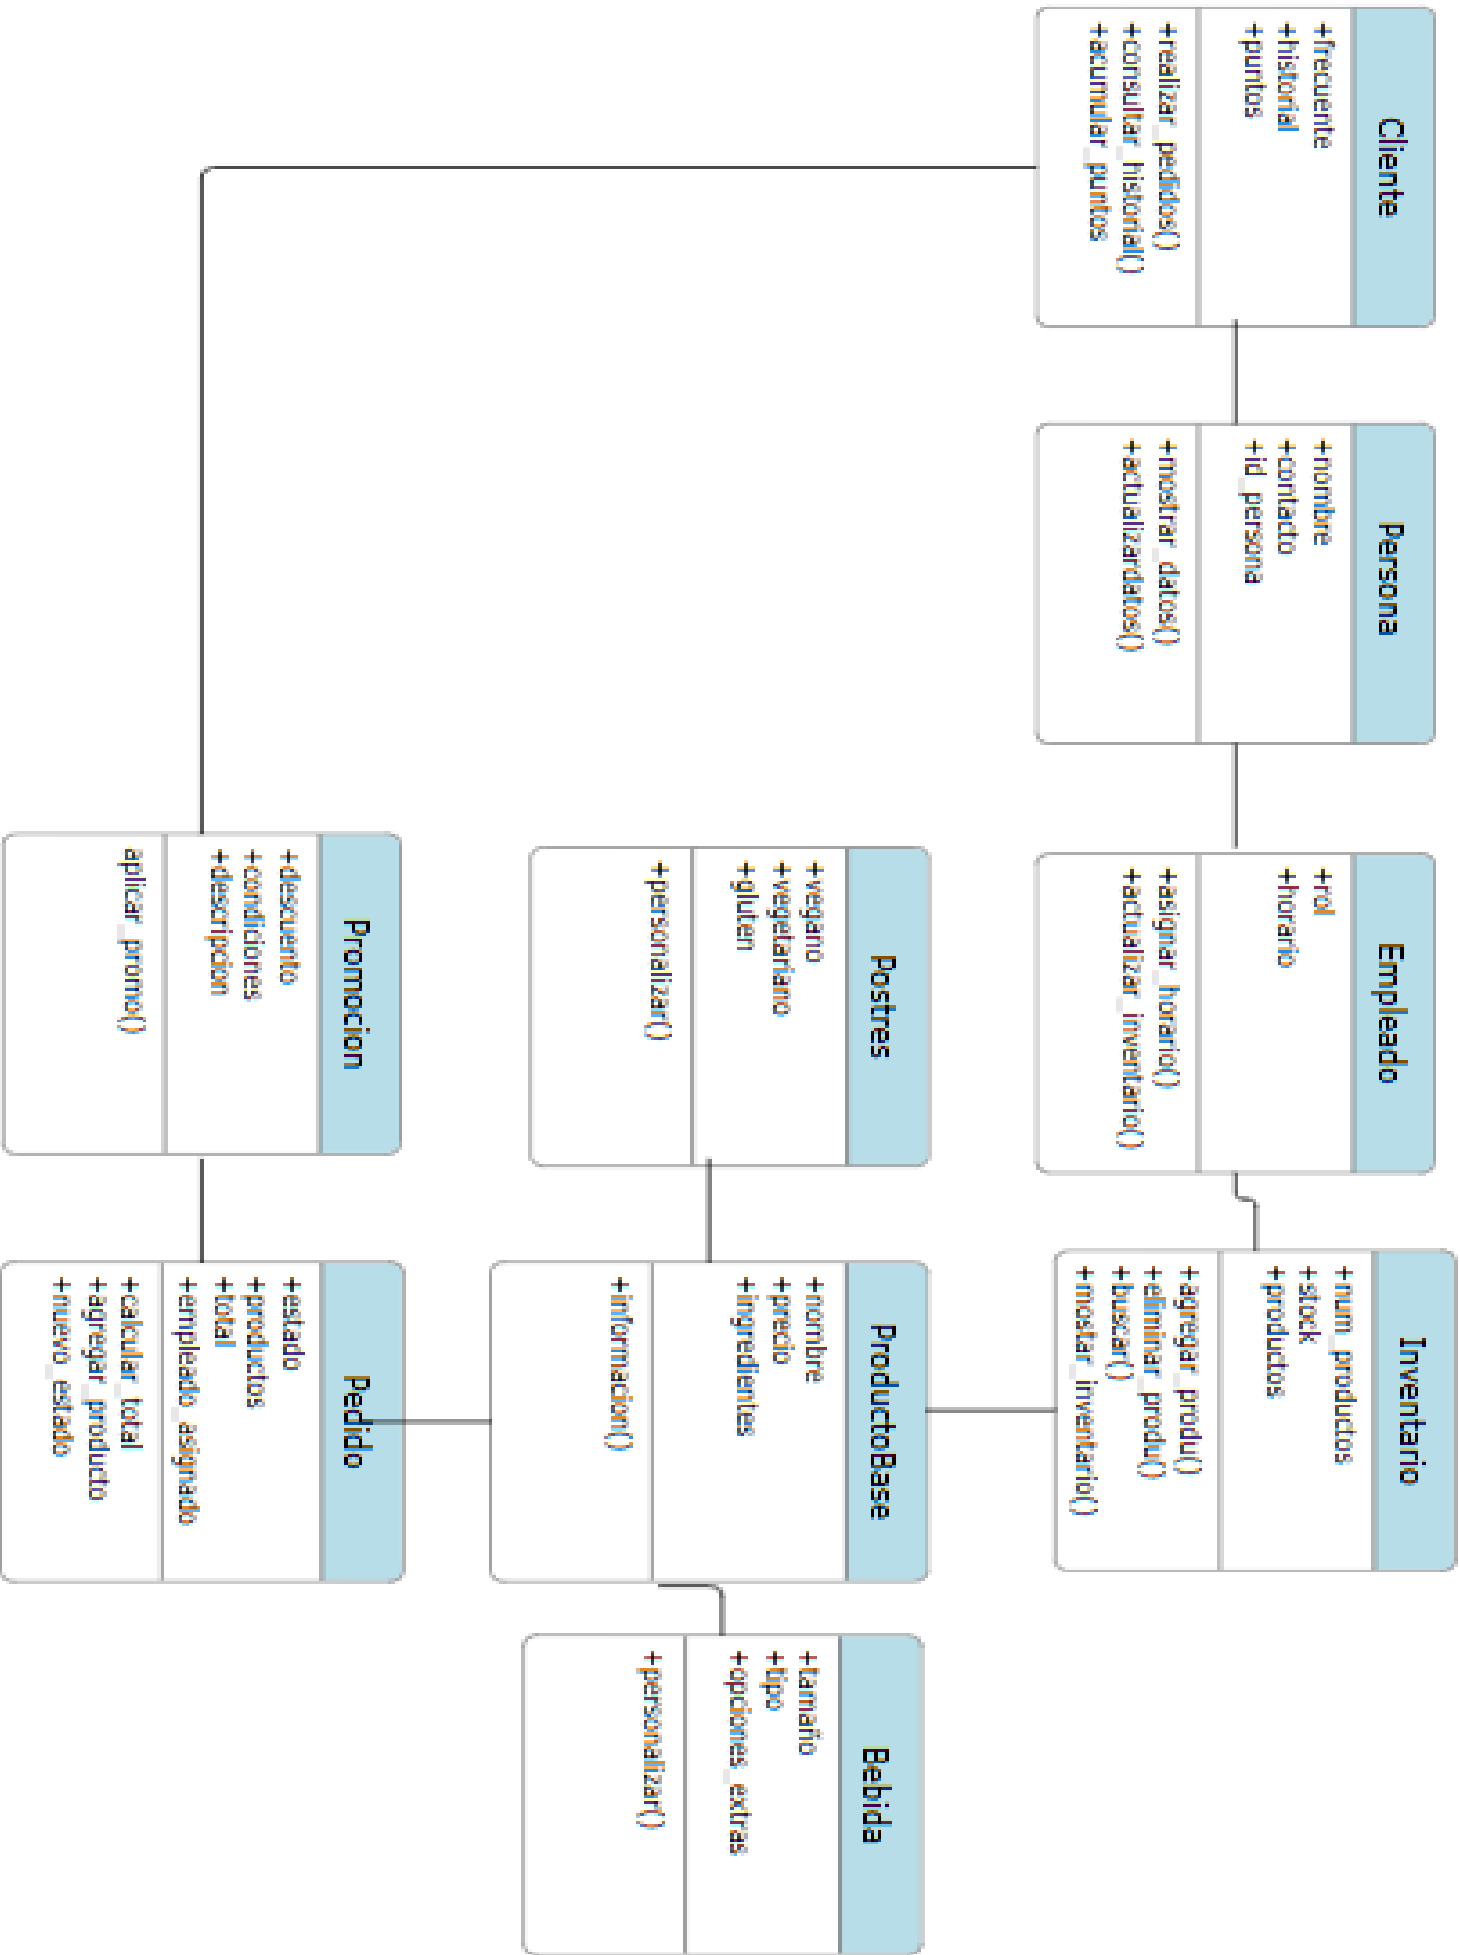 Cliente
+frecuente
+historial
+puntos
+realizar_pedidos()
+consultar_historial()
+acumular_puntos
Persona
+nombre
+contacto
+id_persona
+mostrar_datos()
+actualizardatos()
Empleado
+rol
+horario
+asignar_horario()
+actualizar_inventario()
Inventario
+num_productos
+stock
+productos
+agregar_produ()
+eliminar_produ()
+buscar()
+mostar_inventario()
Postres
+vegano
+vegetariano
+gluten
+personalizar()
ProductoBase
+nombre
+precio
+ingredientes
+informacion()
Bebida
+tamaño
+tipo
+opciones_extras
+personalizar()
Promocion
+descuento
+condiciones
+descripcion
aplicar_promo()
Pedido
+estado
+productos
+total
+empleado_asignado
+calcular_total
+agregar_producto
+nuevo_estado